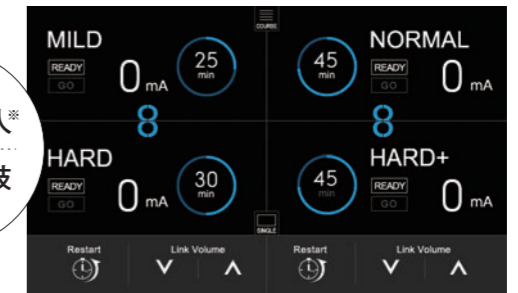 人※
技
COURSE
MILD
READY
GO
0 mA
25
min
45
min
NORMAL
READY
GO
0 mA
8
8
HARD
READY
GO
0 mA
30
min
45
min
HARD+
READY
GO
0 mA
SINGLE
Restart
Link Volume
Restart
Link Volume